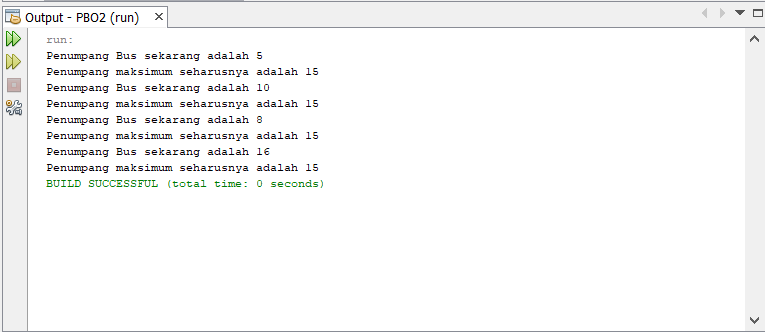 Output - PBO2 (run)
run:
Penumpang Bus sekarang adalah 5
Penumpang maksimum seharusnya adalah 15
Penumpang Bus sekarang adalah 10
Penumpang maksimum seharusnya adalah 15
Penumpang Bus sekarang adalah 8
Penumpang maksimum seharusnya adalah 15
Penumpang Bus sekarang adalah 16
Penumpang maksimum seharusnya adalah 15
BUILD SUCCESSFUL (total time: 0 seconds)